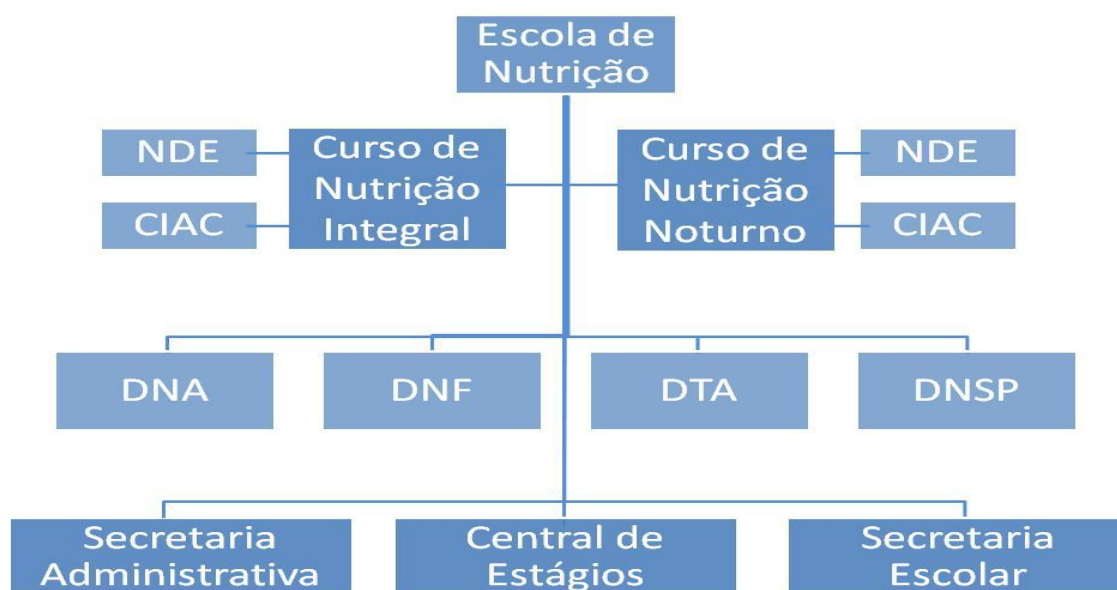 Escola de
Nutrição
NDE
CIAC
Curso de
Nutrição
Integral
Curso de
Nutrição
Noturno
NDE
CIAC
DNA
DNF
DTA
DNSP
Secretaria
Administrativa
Central de
Estágios
Secretaria
Escolar